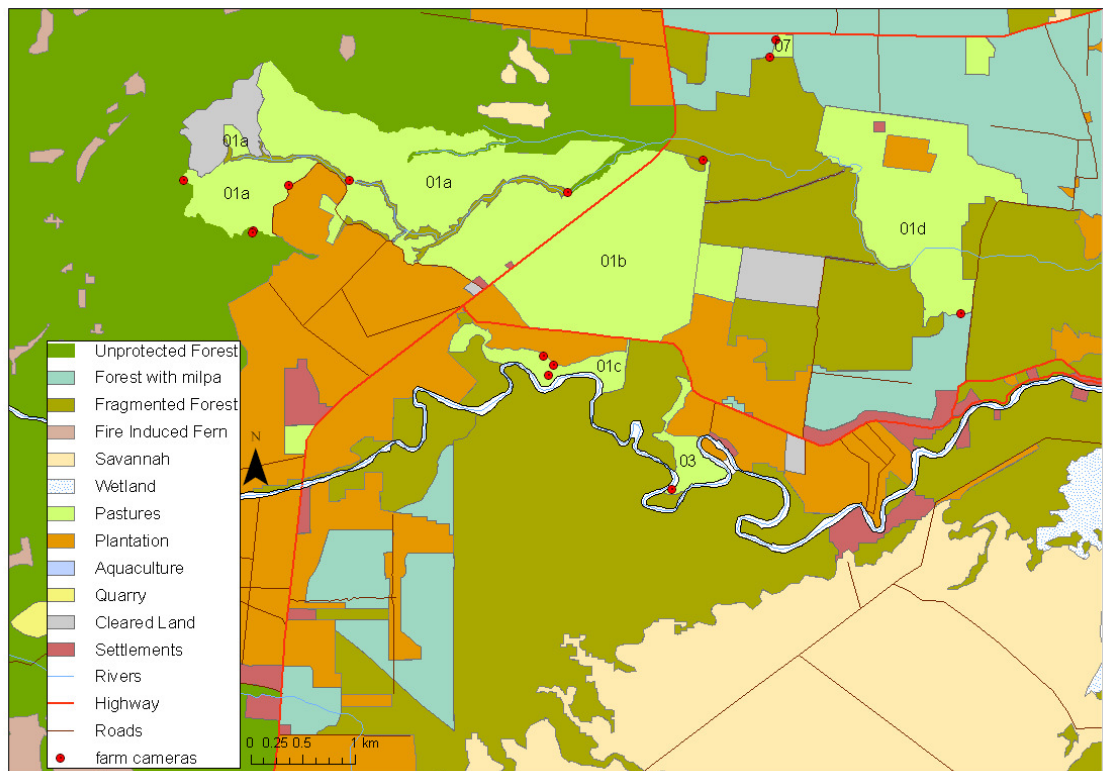 07
01a
01a
01a
01d
01b
01c
03
N
Unprotected Forest
Forest with milpa
Fragmented Forest
Fire Induced Fern
Savannah
Wetland
Pastures
Plantation
Aquaculture
Quarry
Cleared Land
Settlements
Rivers
Highway
Roads
farm cameras
0 0.25 0.5 1 km